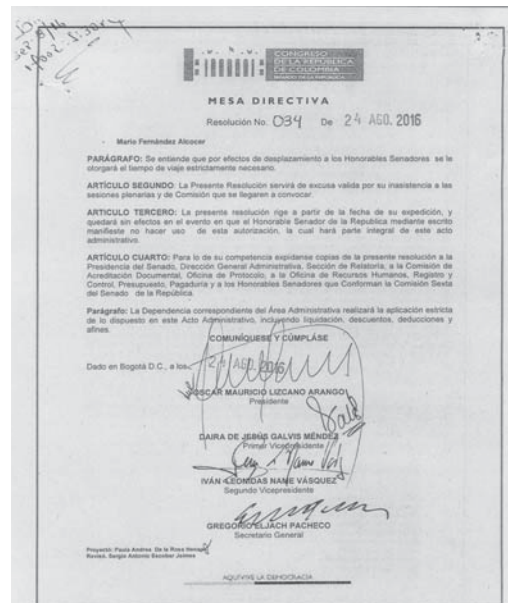 CONGRESO
DE LA REPÚBLICA
DE COLOMBIA
MESA DIRECTIVA
Resolución No. 034 De 24 AGO. 2016
- Mario Fernández Alcocer
PARÁGRAFO: Se entiende que por efectos de desplazamiento a los Honorables Senadores se le
otorgará el tiempo de viaje estrictamente necesario.
ARTÍCULO SEGUNDO: La Presente Resolución servirá de excusa valida por su inasistencia a las
sesiones plenarias y de Comisión que se llegaren a convocar.
ARTICULO TERCERO: La presente resolución rige a partir de la fecha de su expedición, y
quedará sin efectos en el evento en que el Honorable Senador de la Republica mediante escrito
manifieste no hacer uso de esta autorización, la cual hará parte integral de este acto
administrativo.
ARTÍCULO CUARTO: Para lo de su competencia expídanse copias de la presente resolución a la
Presidencia del Senado, Dirección General Administrativa, Sección de Relatoría, a la Comisión de
Acreditación Documental, Oficina de Protocolo, a la Oficina de Recursos Humanos, Registro y
Control, Presupuesto, Pagaduría y a los Honorables Senadores que Conforman la Comisión Sexta
del Senado de la República.
Parágrafo: La Dependencia correspondiente del Área Administrativa realizará la aplicación estricta
de lo dispuesto en este Acto Administrativo, incluyendo liquidación, descuentos, deducciones y
afines.
COMUNÍQUESE Y CÚMPLASE
Dado en Bogotá D.C., a los 24 AGO. 2016
OSCAR MAURICIO LIZCANO ARANGO
Presidente
DAIRA DE JESÚS GALVIS MÉNDEZ
Primer Vicepresidente
IVÁN LEONIDAS NAME VÁSQUEZ
Segundo Vicepresidente
GREGORIO ELJACH PACHECO
Secretario General
Proyectó: Paula Andrea De la Rosa
Revisó. Sergio Antonio Escobar Jaimes
AQUÍVIVE LA DEMOCRACIA